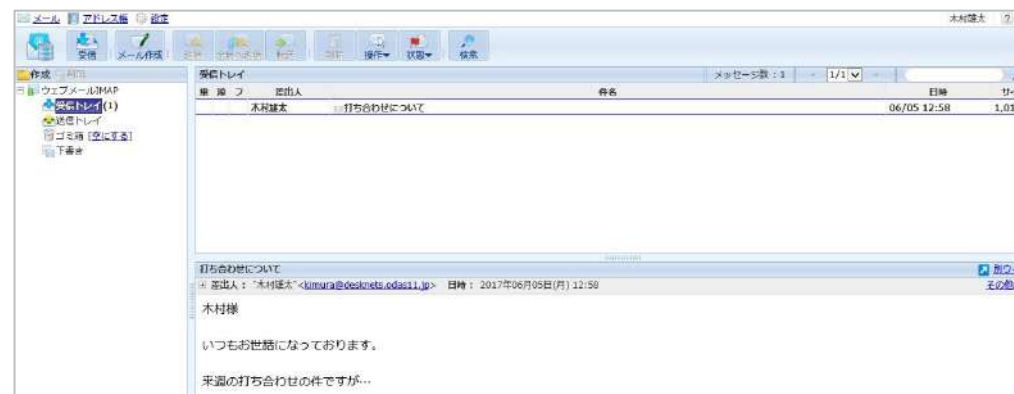 メール アドレス帳 設定 木村雄太 ?
受信 メール作成 返信 転送 削除 操作▼ 状態▼ 検索
作成 受信トレイ メッセージ数：1 1/1
差出人 件名 日時
ウェブメールIMAP
受信トレイ(1) 木村雄太 打ち合わせについて 06/05 12:58 1,01
送信トレイ
ゴミ箱 [空にする]
下書き
打ち合わせについて
差出人： "木村雄太"<kimura@desknets.odas11.jp> 日時： 2017年06月05日(月) 12:58 その他
木村様
いつもお世話になっております。
来週の打ち合わせの件ですが…